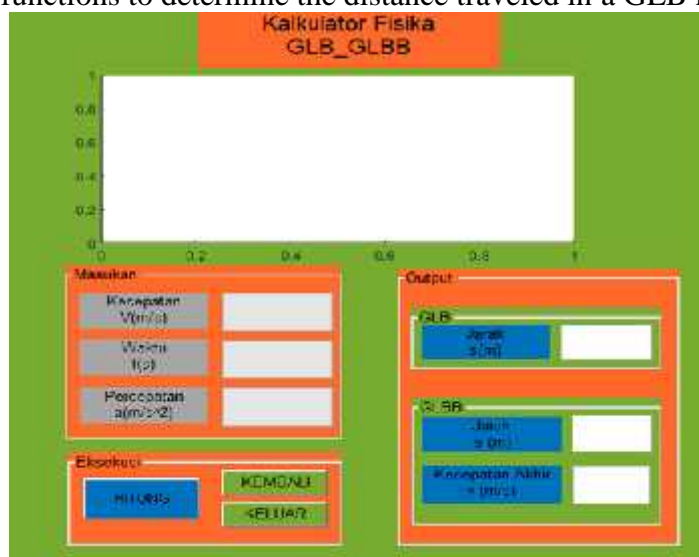 functions to determine the distance traveled in a GLB
Kalkulator Fisika
GLB_GLBB
1
0.8
0.6
0.4
0.2
0
0
0.2
0.4
0.6
0.8
1
Masukan
Kecepatan
V(m/s)
Waktu
t(s)
Percepatan
a(m/s^2)
Eksekusi
HITUNG
KEMBALI
KELUAR
Output
GLB
Jarak
s(m)
GLBB
Jarak
s (m)
Kecepatan Akhir
v (m/s)